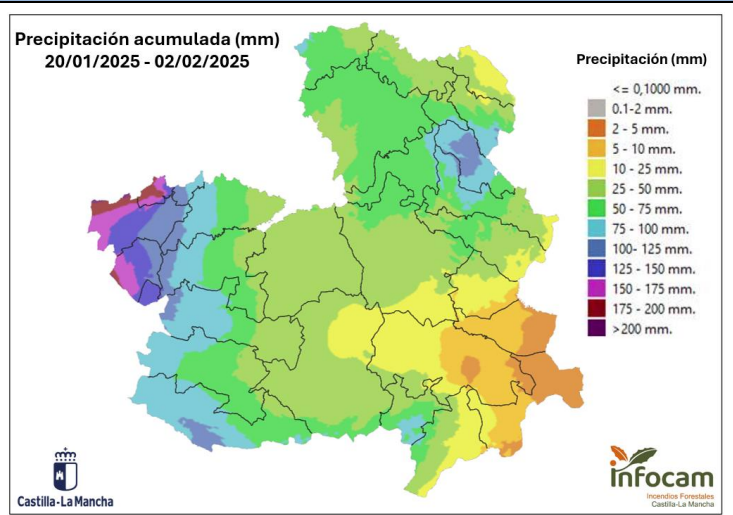 Precipitación acumulada (mm)
20/01/2025 - 02/02/2025
Precipitación (mm)
<= 0,1000 mm.
0.1-2 mm.
2 - 5 mm.
5 - 10 mm.
10 - 25 mm.
25 - 50 mm.
50 - 75 mm.
75 - 100 mm.
100- 125 mm.
125 - 150 mm.
150 - 175 mm.
175 - 200 mm.
>200 mm.
Castilla-La Mancha
infocam
Incendios Forestales
Castilla-La Mancha